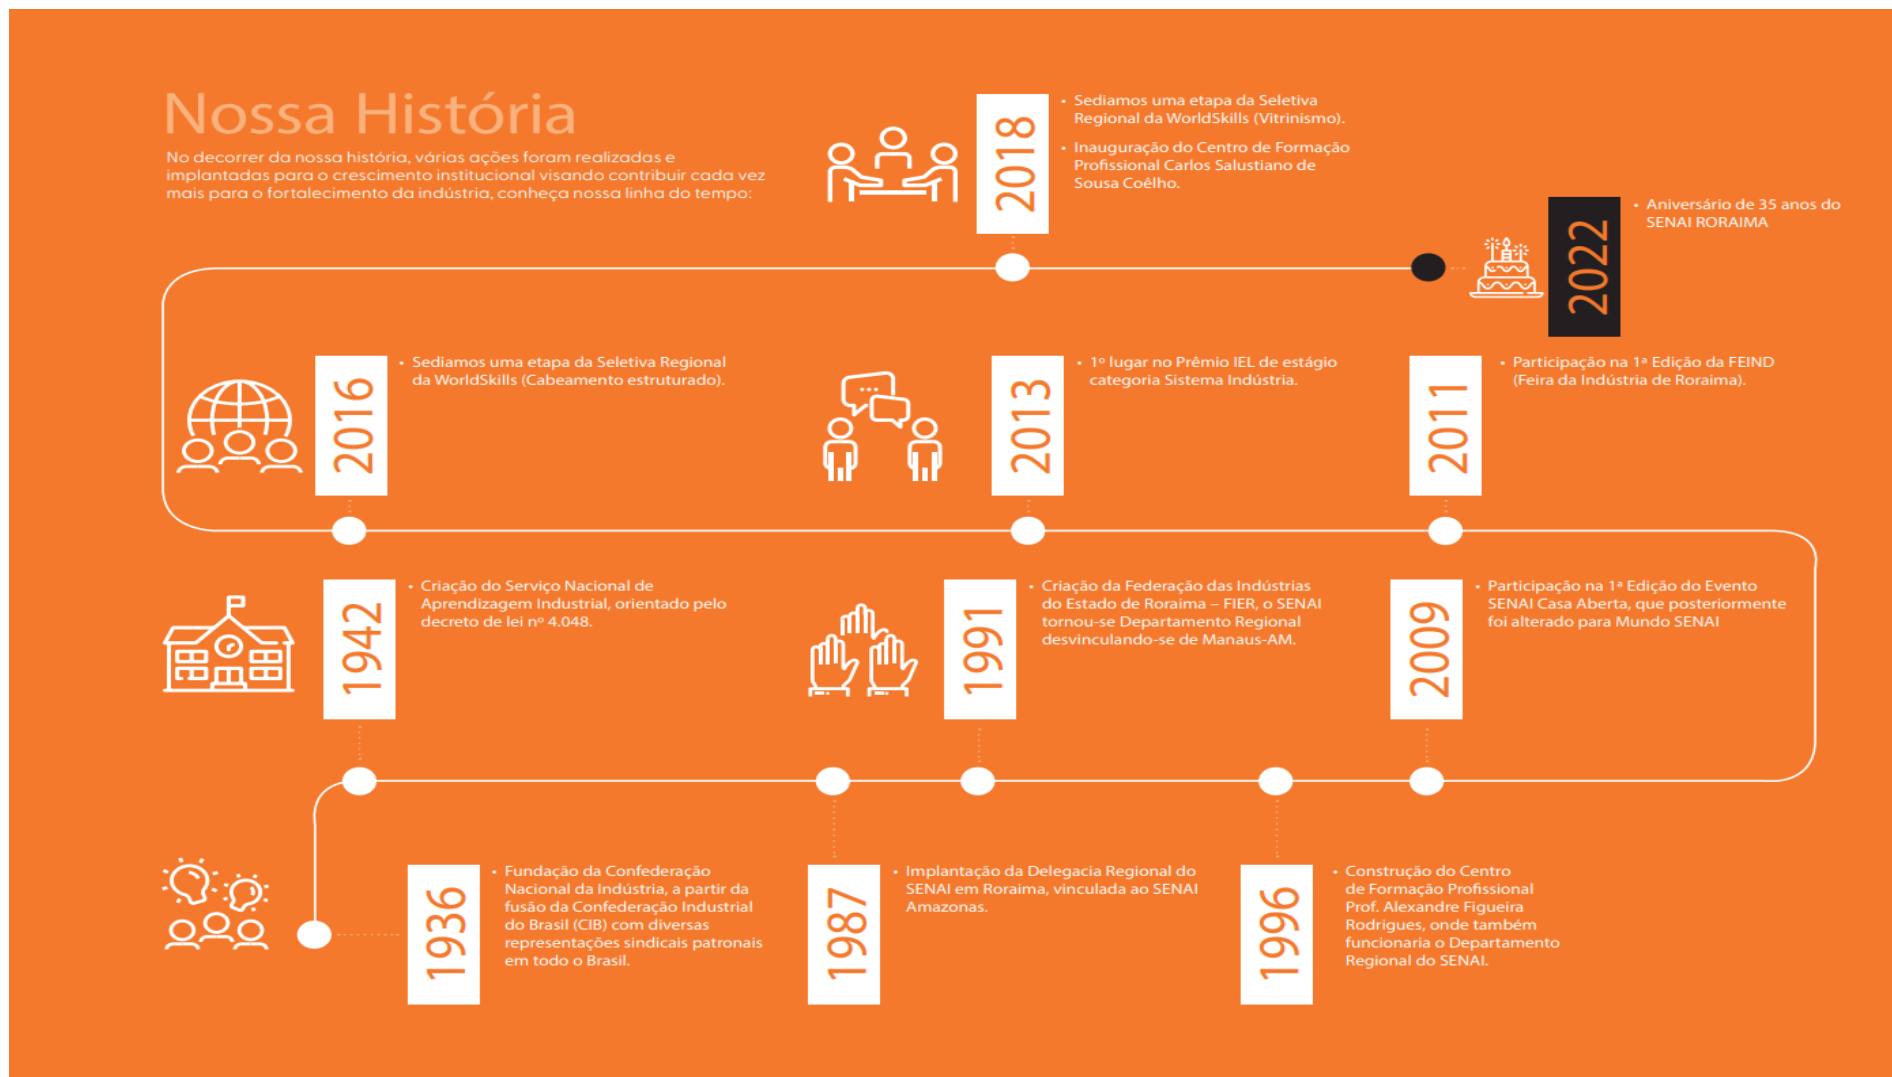 Nossa História
No decorrer da nossa história, várias ações foram realizadas e
implantadas para o crescimento institucional visando contribuir cada vez
mais para o fortalecimento da indústria, conheça nossa linha do tempo:
2018
• Sediamos uma etapa da Seletiva
Regional da WorldSkills (Vitrinismo).
• Inauguração do Centro de Formação
Profissional Carlos Salustiano de
Sousa Coêlho.
2022
• Aniversário de 35 anos do
SENAI RORAIMA
2016
• Sediamos uma etapa da Seletiva Regional
da WorldSkills (Cabeamento estruturado).
2013
• 1º lugar no Prêmio IEL de estágio
categoria Sistema Indústria.
2011
• Participação na 1ª Edição da FEIND
(Feira da Indústria de Roraima).
1942
• Criação do Serviço Nacional de
Aprendizagem Industrial, orientado pelo
decreto de lei nº 4.048.
1991
• Criação da Federação das Indústrias
do Estado de Roraima – FIER, o SENAI
tornou-se Departamento Regional
desvinculando-se de Manaus-AM.
2009
• Participação na 1ª Edição do Evento
SENAI Casa Aberta, que posteriormente
foi alterado para Mundo SENAI
1936
• Fundação da Confederação
Nacional da Indústria, a partir da
fusão da Confederação Industrial
do Brasil (CIB) com diversas
representações sindicais patronais
em todo o Brasil.
1987
• Implantação da Delegacia Regional do
SENAI em Roraima, vinculada ao SENAI
Amazonas.
1996
• Construção do Centro
de Formação Profissional
Prof. Alexandre Figueira
Rodrigues, onde também
funcionaria o Departamento
Regional do SENAI.